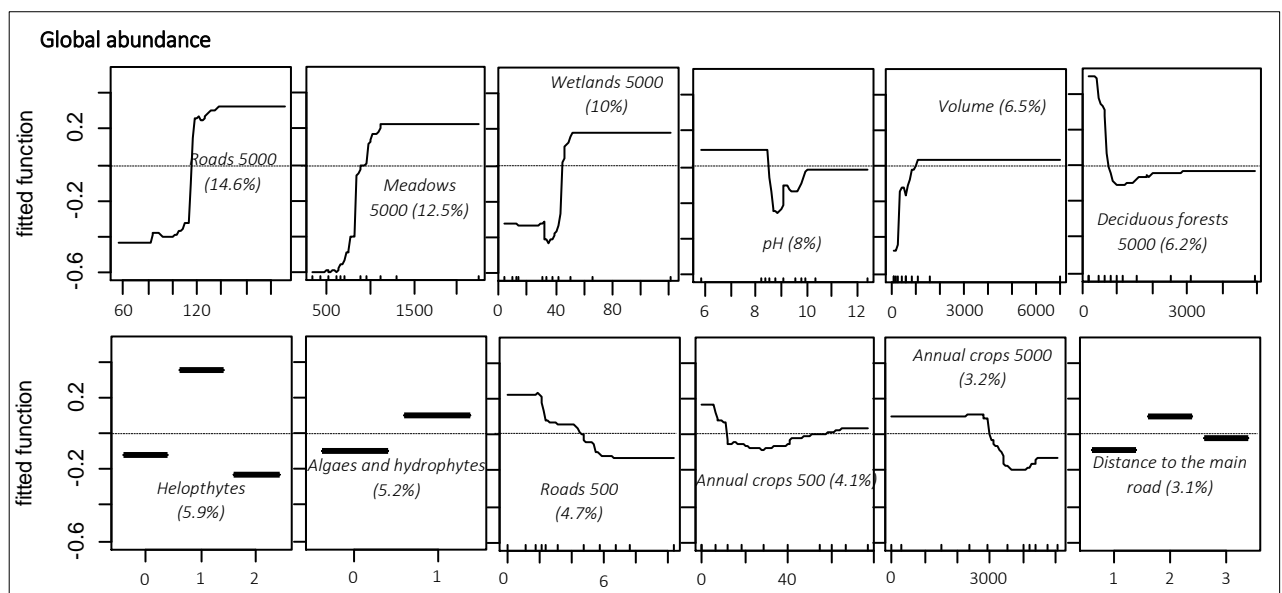 Global abundance
fitted function
0.2
-0.2
-0.6
Roads 5000
(14.6%)
60 120
Meadows
5000 (12.5%)
500 1500
Wetlands 5000
(10%)
0 40 80
pH (8%)
6 8 10 12
Volume (6.5%)
0 3000 6000
Deciduous forests
5000 (6.2%)
0 3000
fitted function
0.2
-0.2
-0.6
Helopthytes
(5.9%)
0 1 2
Algaes and hydrophytes
(5.2%)
0 1
Roads 500
(4.7%)
0 6
Annual crops 500 (4.1%)
0 40
Annual crops 5000
(3.2%)
0 3000
Distance to the main
road (3.1%)
1 2 3